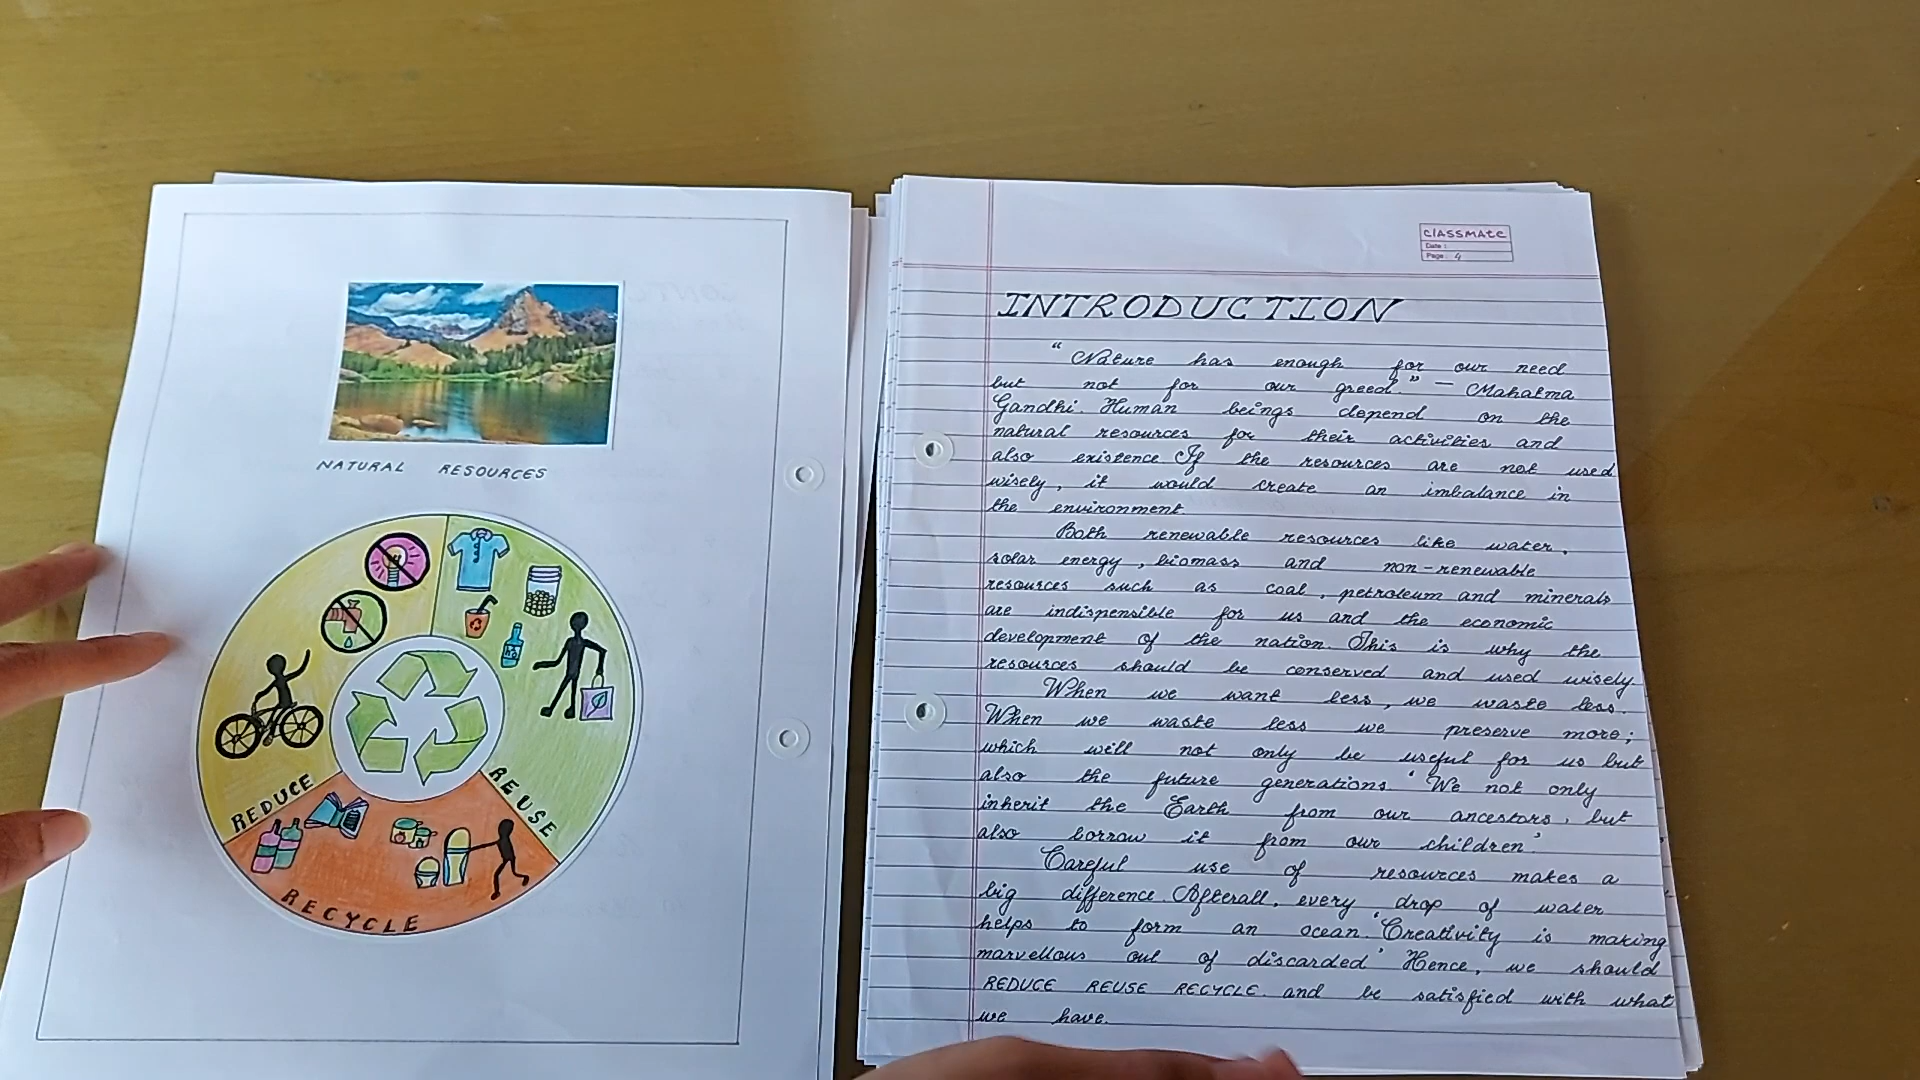 NATURAL RESOURCES
REDUCE
REUSE
RECYCLE
CLASSMATE
Date :
Page : 4
INTRODUCTION
"Nature has enough for our need
but not for our greed." - Mahatma
Gandhi. Human beings depend on the
natural resources for their activities and
also existence. If the resources are not used
wisely, it would create an imbalance in
the environment.
Both renewable resources like water,
solar energy, biomass and non-renewable
resources such as coal, petroleum and minerals
are indispensible for us and the economic
development of the nation. This is why the
resources should be conserved and used wisely.
When we want less, we waste less.
When we waste less we preserve more;
which will not only be useful for us but
also the future generations. 'We not only
inherit the Earth from our ancestors, but
also borrow it from our children'.
Careful use of resources makes a
big difference. Afterall, every drop of water
helps to form an ocean. 'Creativity is making
marvellous out of discarded' Hence, we should
REDUCE REUSE RECYCLE. and be satisfied with what
we have.